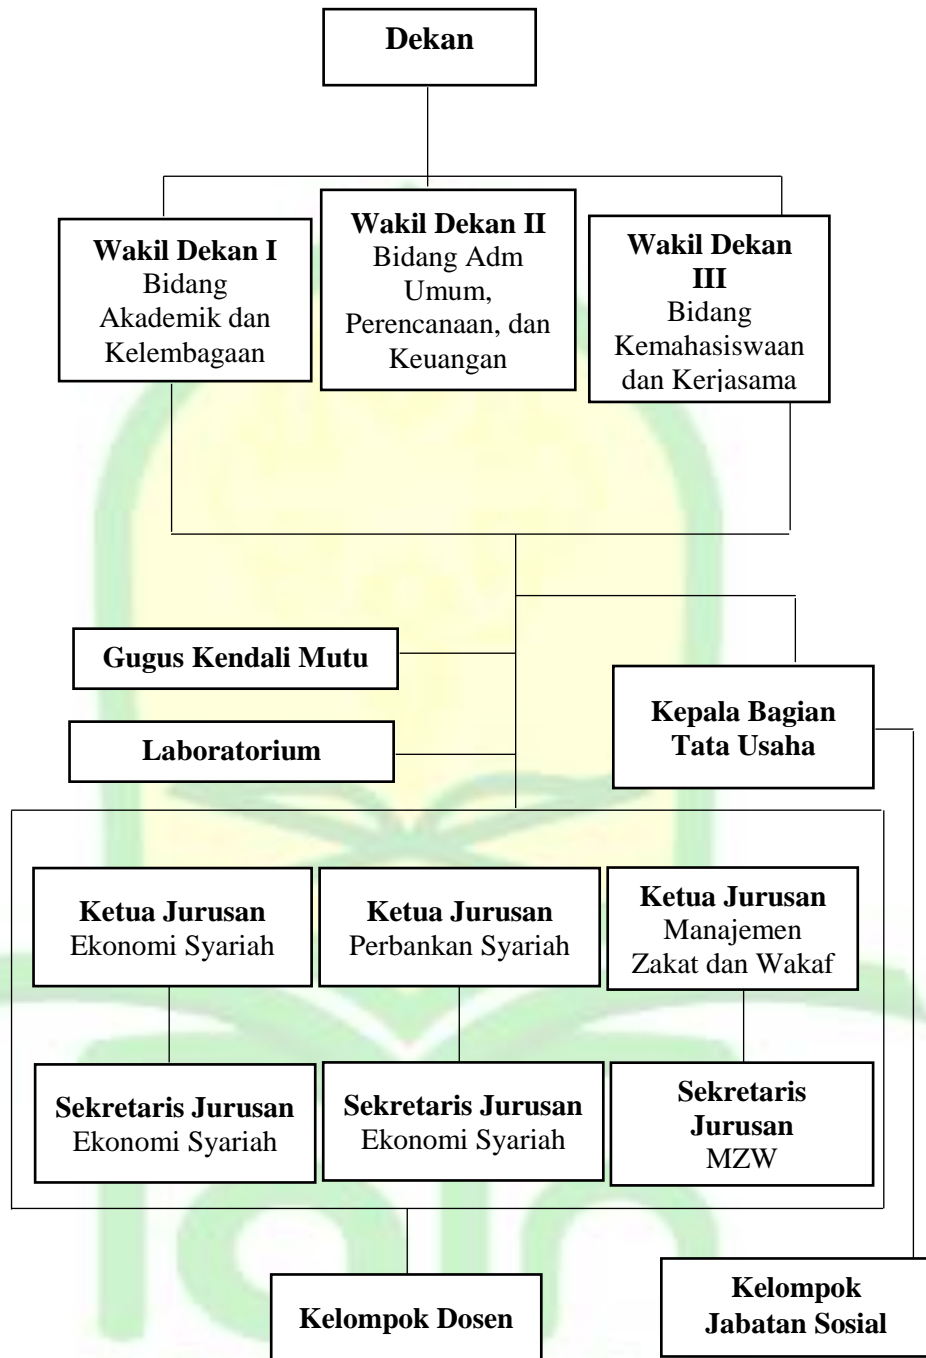 Dekan
Wakil Dekan I
Bidang
Akademik dan
Kelembagaan
Wakil Dekan II
Bidang Adm
Umum,
Perencanaan, dan
Keuangan
Wakil Dekan
III
Bidang
Kemahasiswaan
dan Kerjasama
Gugus Kendali Mutu
Laboratorium
Kepala Bagian
Tata Usaha
Ketua Jurusan
Ekonomi Syariah
Ketua Jurusan
Perbankan Syariah
Ketua Jurusan
Manajemen
Zakat dan Wakaf
Sekretaris Jurusan
Ekonomi Syariah
Sekretaris Jurusan
Ekonomi Syariah
Sekretaris
Jurusan
MZW
Kelompok Dosen
Kelompok
Jabatan Sosial
iain